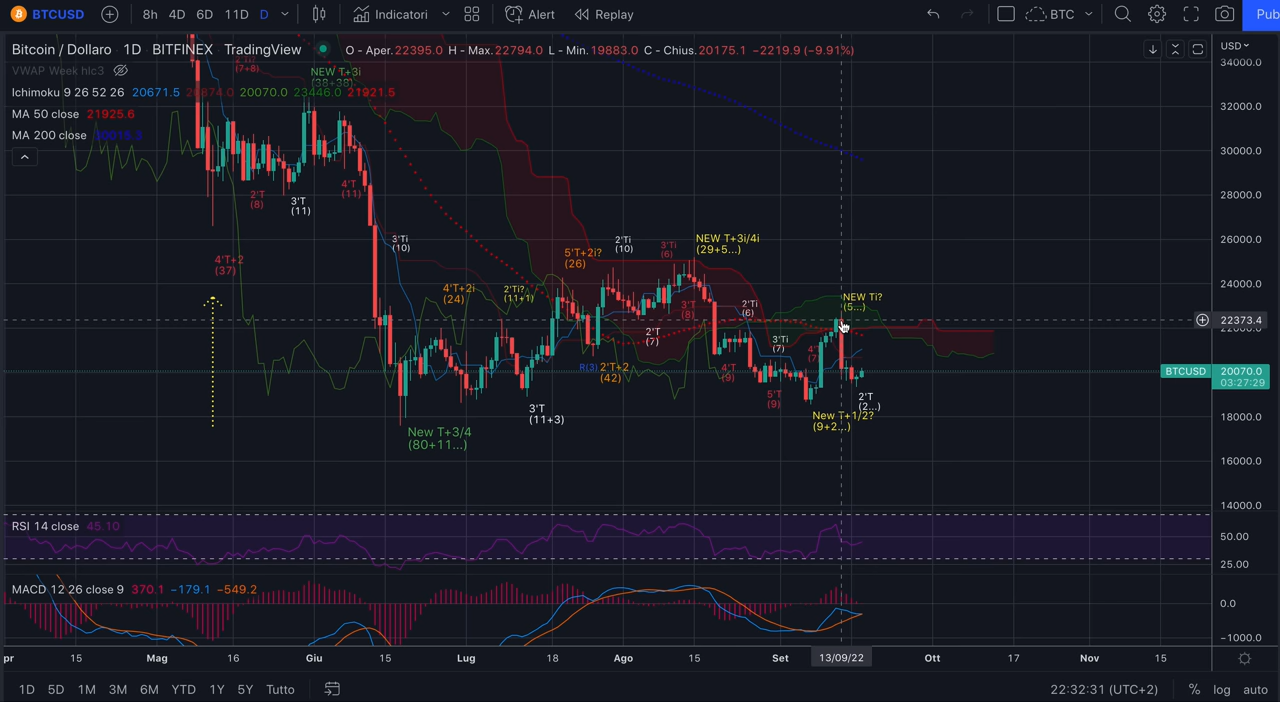 BTCUSD 8h 4D 6D 11D D Indicatori Alert Replay BTC Pub
Bitcoin / Dollaro · 1D · BITFINEX · TradingView O - Aper.22395.0 H - Max.22794.0 L - Min.19883.0 C - Chius.20175.1 −2219.9 (−9.91%) USD
VWAP Week hlc3
Ichimoku 9 26 52 26 20671.5 20874.0 20070.0 23446.0 21921.5
MA 50 close 21925.6
MA 200 close
(7+8)
NEW T+3i
(38+38)
2'T
(8)
3'T
(11)
4'T
(11)
4'T+2
(37)
3'Ti
(10)
4'T+2i
(24)
2'Ti?
(11+1)
5'T+2i?
(26)
2'Ti
(10)
3'Ti
(6)
NEW T+3i/4i
(29+5...)
R(3)
2'T+2
(42)
2'T
(7)
3'T
(8)
2'Ti
(6)
4'T
(9)
3'Ti
(7)
5'T
(9)
NEW Ti?
(5...)
2'T
(2...)
New T+1/2?
(9+2...)
3'T
(11+3)
New T+3/4
(80+11...)
34000.0
32000.0
30000.0
28000.0
26000.0
24000.0
22373.4
22000.0
BTCUSD 20070.0
03:27:29
18000.0
16000.0
14000.0
RSI 14 close 45.10
50.00
25.00
MACD 12 26 close 9 370.1 −179.1 −549.2
0.0
−1000.0
pr 15 Mag 16 Giu 15 Lug 18 Ago 15 Set 13/09/22 Ott 17 Nov 15
1D 5D 1M 3M 6M YTD 1Y 5Y Tutto 22:32:31 (UTC+2) % log auto